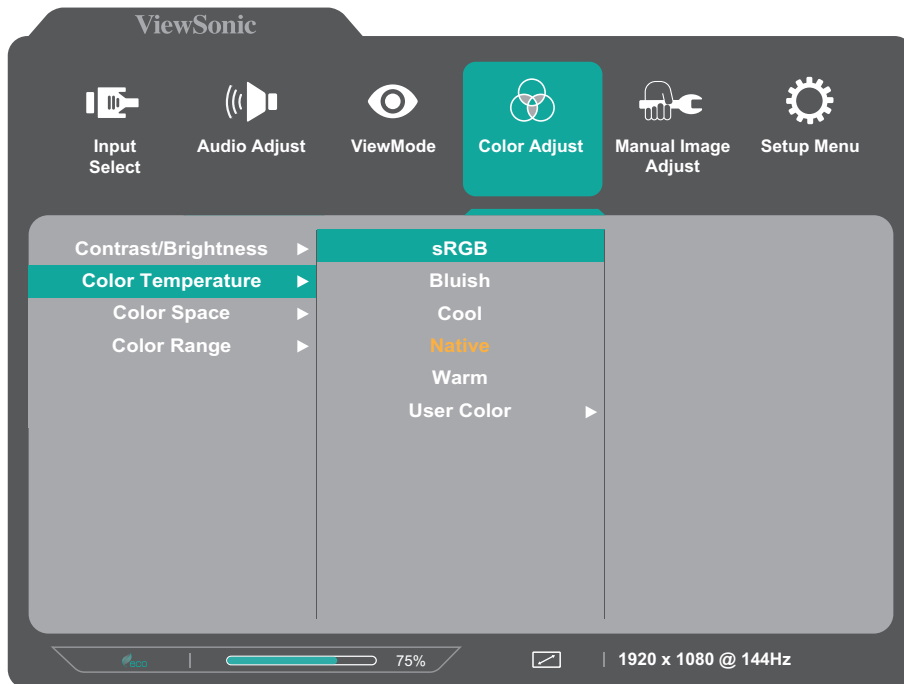 ViewSonic
Input
Select
Audio Adjust
ViewMode
Color Adjust
Manual Image
Adjust
Setup Menu
Contrast/Brightness
Color Temperature
Color Space
Color Range
sRGB
Bluish
Cool
Native
Warm
User Color
eco
75%
1920 x 1080 @ 144Hz